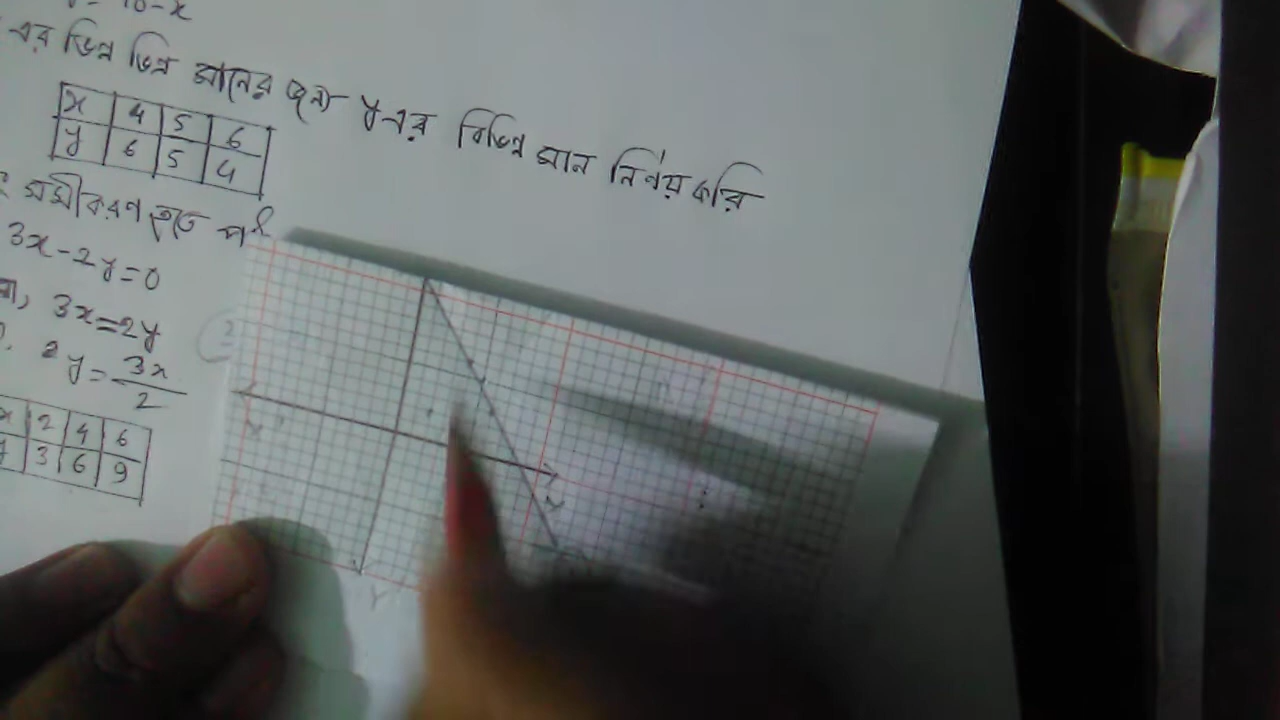 10-x
এর ভিন্ন ভিন্ন মানের জন্য y এর বিভিন্ন মান নির্ণয় করি
x 4 5 6
y 6 5 4
সমীকরণ হতে পাই
3x-2y=0
বা, 3x=2y
y=3x/2
x 2 4 6
y 3 6 9
X'
X
Y'